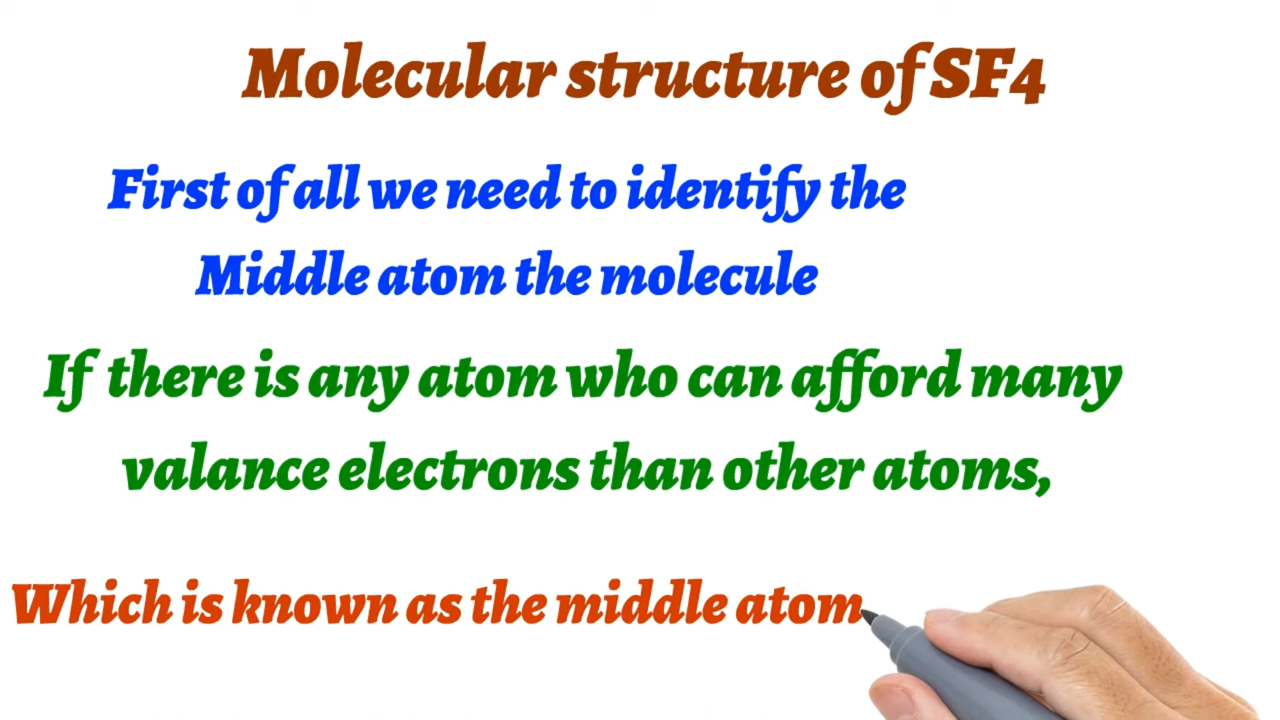 Molecular structure of SF4
First of all we need to identify the
Middle atom the molecule
If there is any atom who can afford many
valance electrons than other atoms,
Which is known as the middle atom